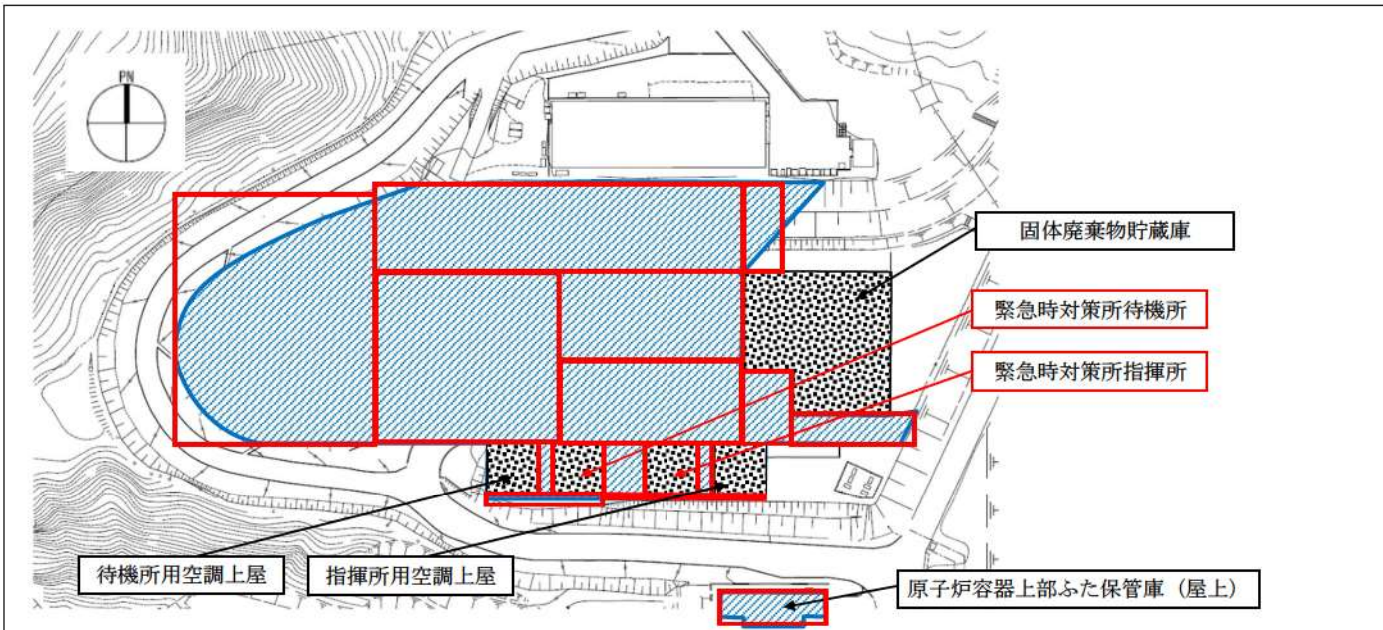 PN
固体廃棄物貯蔵庫
緊急時対策所待機所
緊急時対策所指揮所
待機所用空調上屋
指揮所用空調上屋
原子炉容器上部ふた保管庫（屋上）